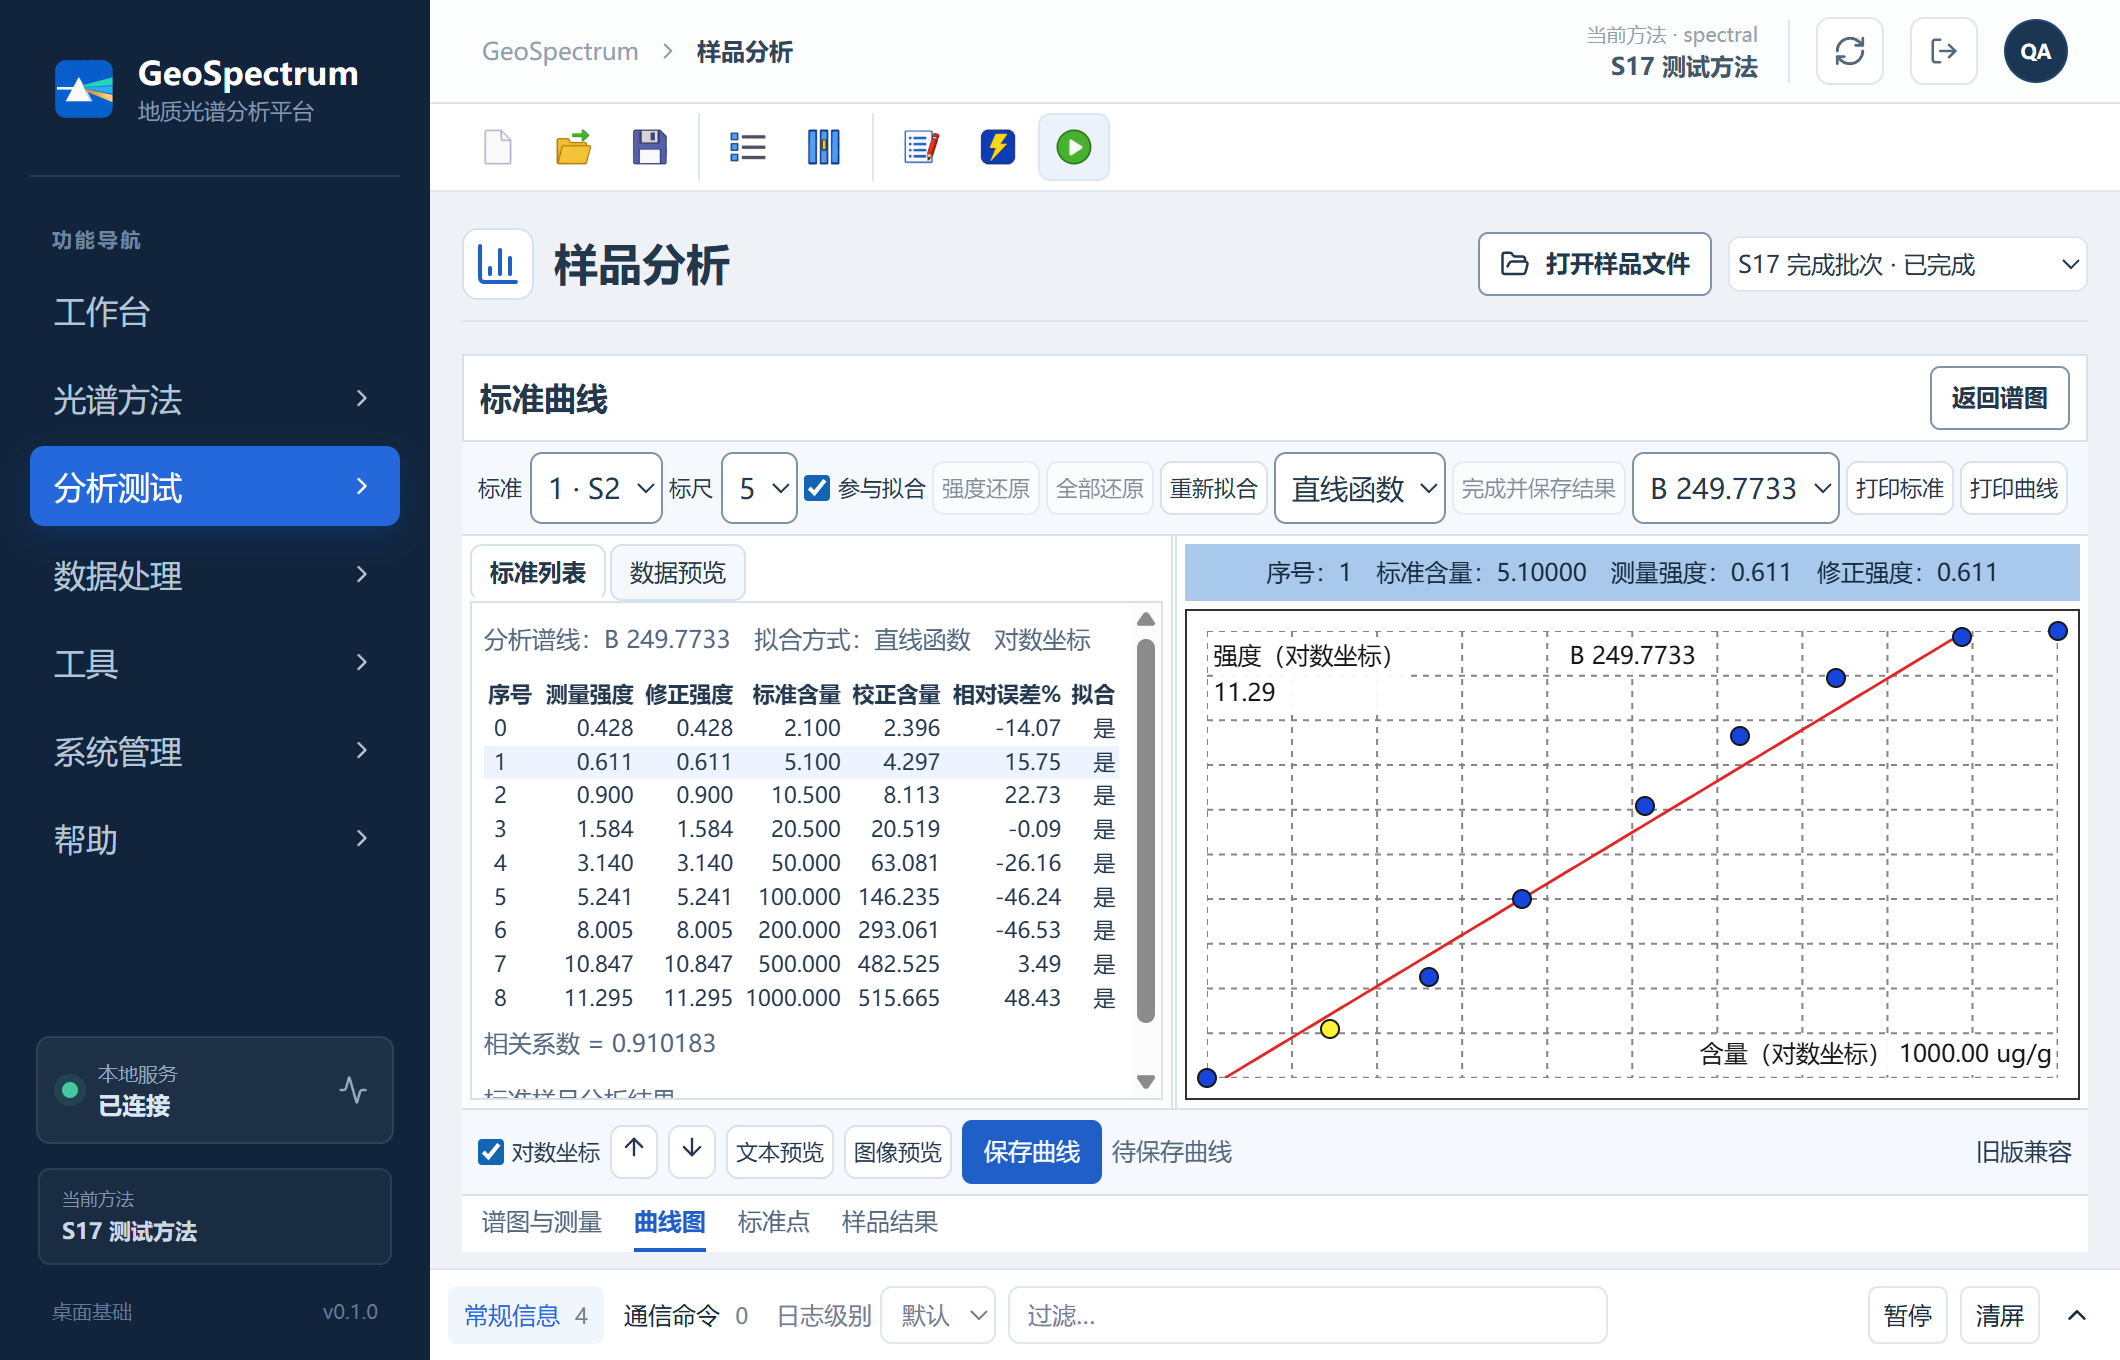 GeoSpectrum
地质光谱分析平台
功能导航
工作台
光谱方法
分析测试
数据处理
工具
系统管理
帮助
本地服务
已连接
当前方法
S17 测试方法
桌面基础 v0.1.0
GeoSpectrum 样品分析
当前方法 · spectral
S17 测试方法
QA
样品分析
打开样品文件
S17 完成批次 · 已完成
标准曲线
返回谱图
标准 1 · S2 标尺 5 参与拟合 强度还原 全部还原 重新拟合 直线函数 完成并保存结果 B 249.7733 打印标准 打印曲线
标准列表 数据预览
分析谱线：B 249.7733 拟合方式：直线函数 对数坐标
序号 测量强度 修正强度 标准含量 校正含量 相对误差% 拟合
0 0.428 0.428 2.100 2.396 -14.07 是
1 0.611 0.611 5.100 4.297 15.75 是
2 0.900 0.900 10.500 8.113 22.73 是
3 1.584 1.584 20.500 20.519 -0.09 是
4 3.140 3.140 50.000 63.081 -26.16 是
5 5.241 5.241 100.000 146.235 -46.24 是
6 8.005 8.005 200.000 293.061 -46.53 是
7 10.847 10.847 500.000 482.525 3.49 是
8 11.295 11.295 1000.000 515.665 48.43 是
相关系数 = 0.910183
标准样品分析结果
序号：1 标准含量：5.10000 测量强度：0.611 修正强度：0.611
强度（对数坐标） B 249.7733
11.29
含量（对数坐标） 1000.00 ug/g
对数坐标 文本预览 图像预览 保存曲线 待保存曲线 旧版兼容
谱图与测量 曲线图 标准点 样品结果
常规信息 4 通信命令 0 日志级别 默认 过滤... 暂停 清屏